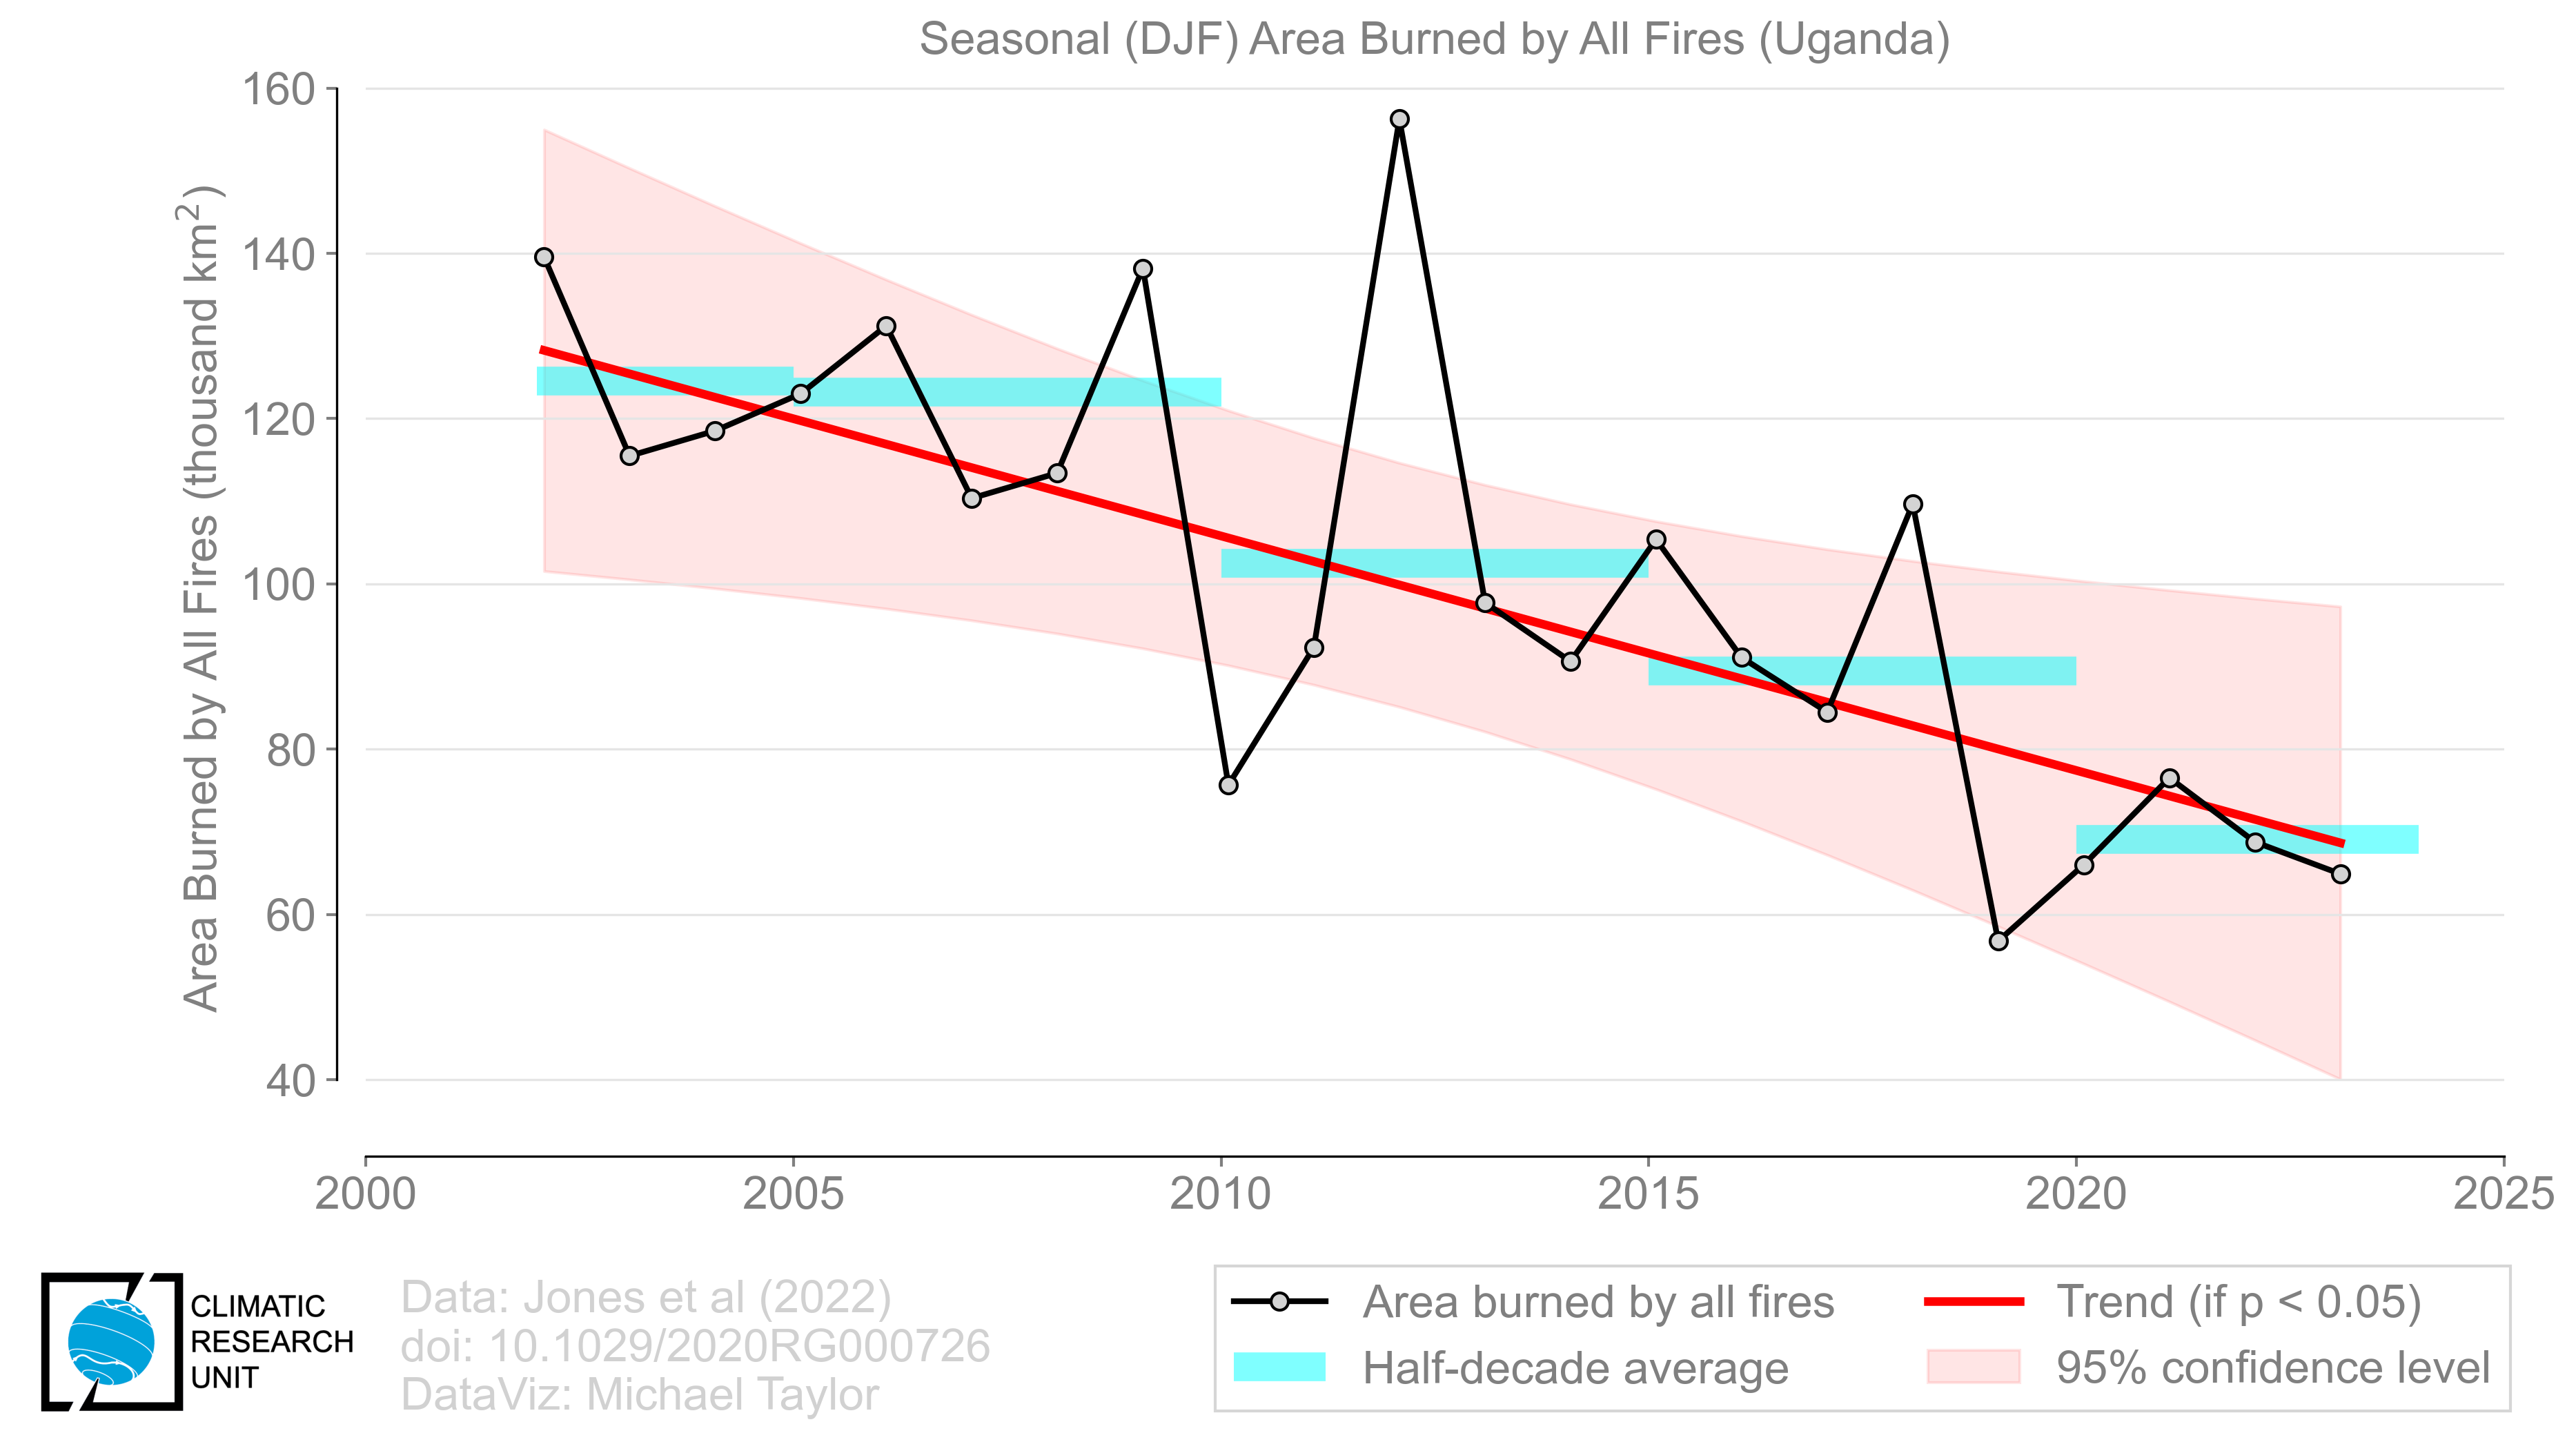 Seasonal (DJF) Area Burned by All Fires (Uganda)
Area Burned by All Fires (thousand km²)
160
140
120
100
80
60
40
2000
2005
2010
2015
2020
2025
CLIMATIC
RESEARCH
UNIT
Data: Jones et al (2022)
doi: 10.1029/2020RG000726
DataViz: Michael Taylor
Area burned by all fires
Half-decade average
Trend (if p < 0.05)
95% confidence level